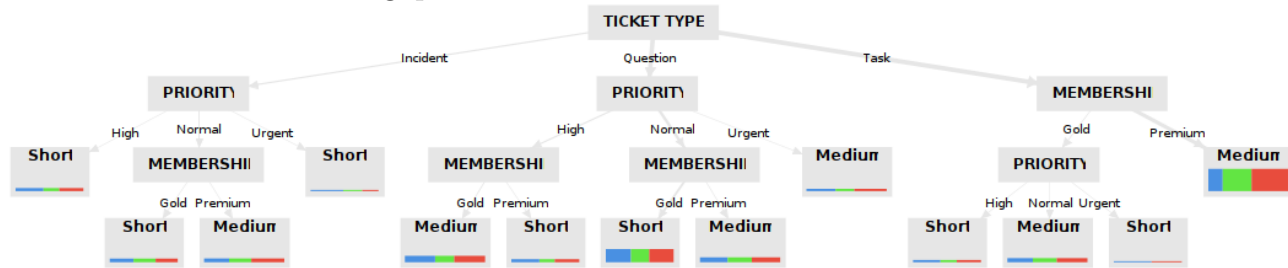 TICKET TYPE
Incident Question Task
PRIORITY PRIORITY MEMBERSHI
High Normal Urgent High Normal Urgent Gold Premium
Short MEMBERSHII Short MEMBERSHI MEMBERSHII Medium PRIORITY Medium
Gold Premium Gold Premium Gold Premium High Normal Urgent
Short Medium Medium Short Short Medium Short Medium Short